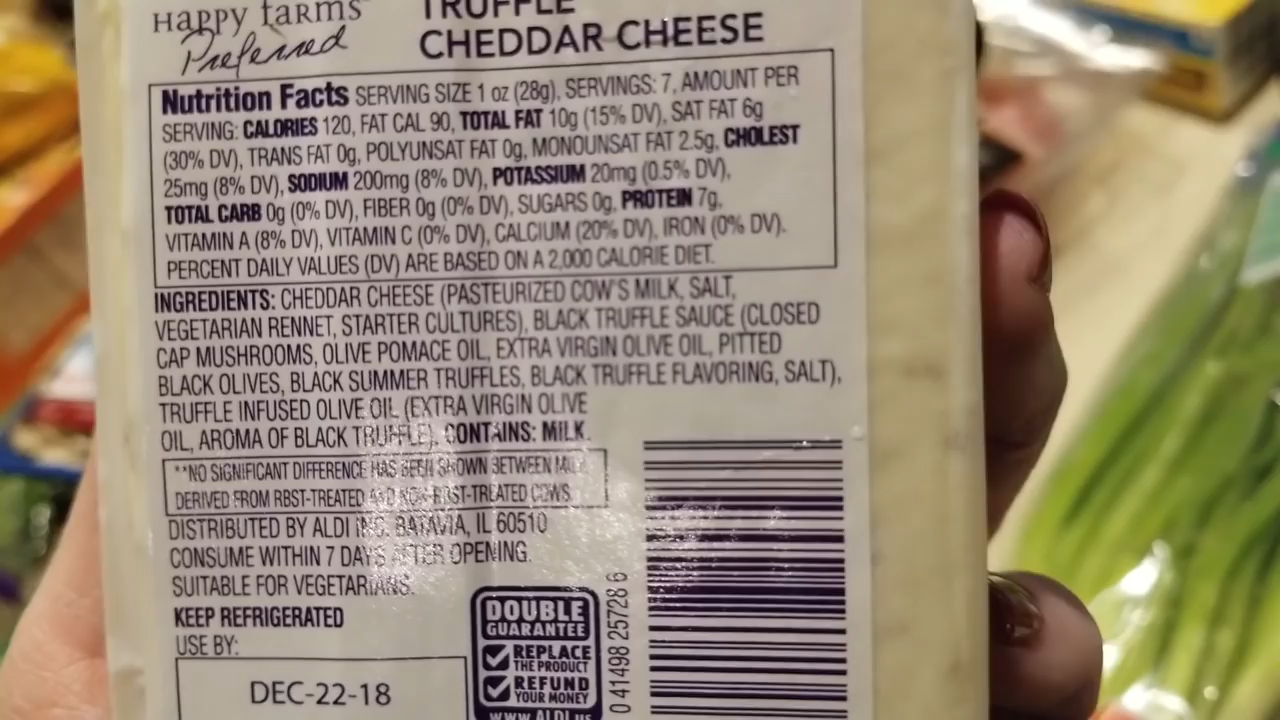 Happy Farms
Preferred
TRUFFLE
CHEDDAR CHEESE
Nutrition Facts SERVING SIZE 1 oz (28g), SERVINGS: 7, AMOUNT PER
SERVING: CALORIES 120, FAT CAL 90, TOTAL FAT 10g (15% DV), SAT FAT 6g
(30% DV), TRANS FAT 0g, POLYUNSAT FAT 0g, MONOUNSAT FAT 2.5g, CHOLEST
25mg (8% DV), SODIUM 200mg (8% DV), POTASSIUM 20mg (0.5% DV),
TOTAL CARB 0g (0% DV), FIBER 0g (0% DV), SUGARS 0g, PROTEIN 7g,
VITAMIN A (8% DV), VITAMIN C (0% DV), CALCIUM (20% DV), IRON (0% DV).
PERCENT DAILY VALUES (DV) ARE BASED ON A 2,000 CALORIE DIET.
INGREDIENTS: CHEDDAR CHEESE (PASTEURIZED COW'S MILK, SALT,
VEGETARIAN RENNET, STARTER CULTURES), BLACK TRUFFLE SAUCE (CLOSED
CAP MUSHROOMS, OLIVE POMACE OIL, EXTRA VIRGIN OLIVE OIL, PITTED
BLACK OLIVES, BLACK SUMMER TRUFFLES, BLACK TRUFFLE FLAVORING, SALT),
TRUFFLE INFUSED OLIVE OIL (EXTRA VIRGIN OLIVE
OIL, AROMA OF BLACK TRUFFLE). CONTAINS: MILK.
**NO SIGNIFICANT DIFFERENCE HAS BEEN SHOWN BETWEEN MILK
DERIVED FROM RBST-TREATED AND NON-RBST-TREATED COWS.
DISTRIBUTED BY ALDI INC. BATAVIA, IL 60510
CONSUME WITHIN 7 DAYS AFTER OPENING.
SUITABLE FOR VEGETARIANS.
KEEP REFRIGERATED
USE BY:
DEC-22-18
DOUBLE
GUARANTEE
REPLACE
THE PRODUCT
REFUND
YOUR MONEY
www.ALDI.us
0 41498 25728 6